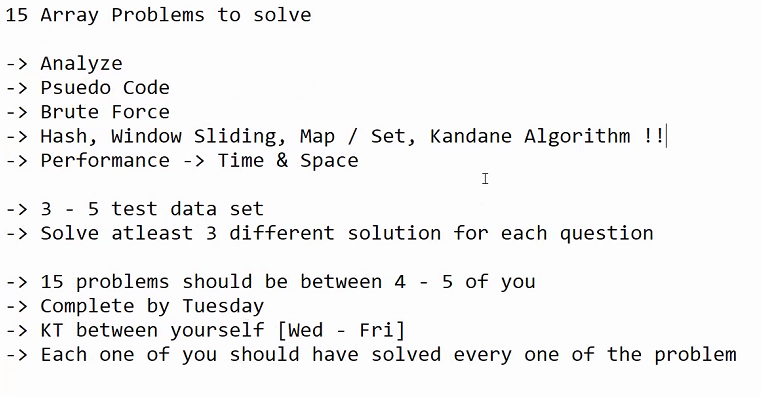 15 Array Problems to solve
-> Analyze
-> Psuedo Code
-> Brute Force
-> Hash, Window Sliding, Map / Set, Kandane Algorithm !!
-> Performance -> Time & Space
-> 3 - 5 test data set
-> Solve atleast 3 different solution for each question
-> 15 problems should be between 4 - 5 of you
-> Complete by Tuesday
-> KT between yourself [Wed - Fri]
-> Each one of you should have solved every one of the problem